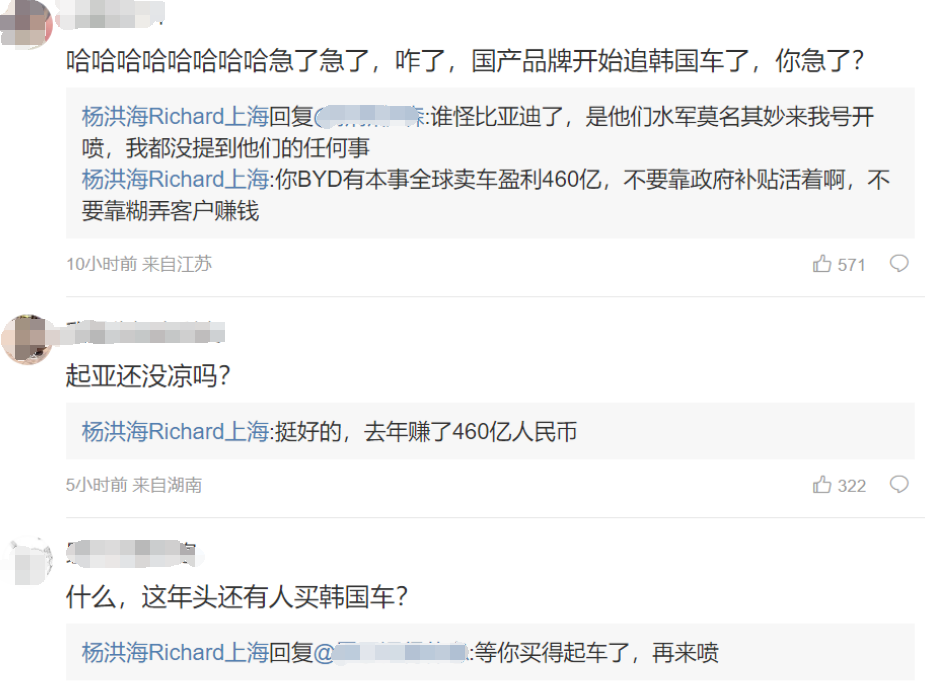 哈哈哈哈哈哈哈哈急了急了，咋了，国产品牌开始追韩国车了，你急了？
杨洪海Richard上海回复@ :谁怪比亚迪了，是他们水军莫名其妙来我号开
喷，我都没提到他们的任何事
杨洪海Richard上海:你BYD有本事全球卖车盈利460亿，不要靠政府补贴活着啊，不
要靠糊弄客户赚钱
10小时前 来自江苏
571
起亚还没凉吗？
杨洪海Richard上海:挺好的，去年赚了460亿人民币
5小时前 来自湖南
322
什么，这年头还有人买韩国车？
杨洪海Richard上海回复@ :等你买得起车了，再来喷